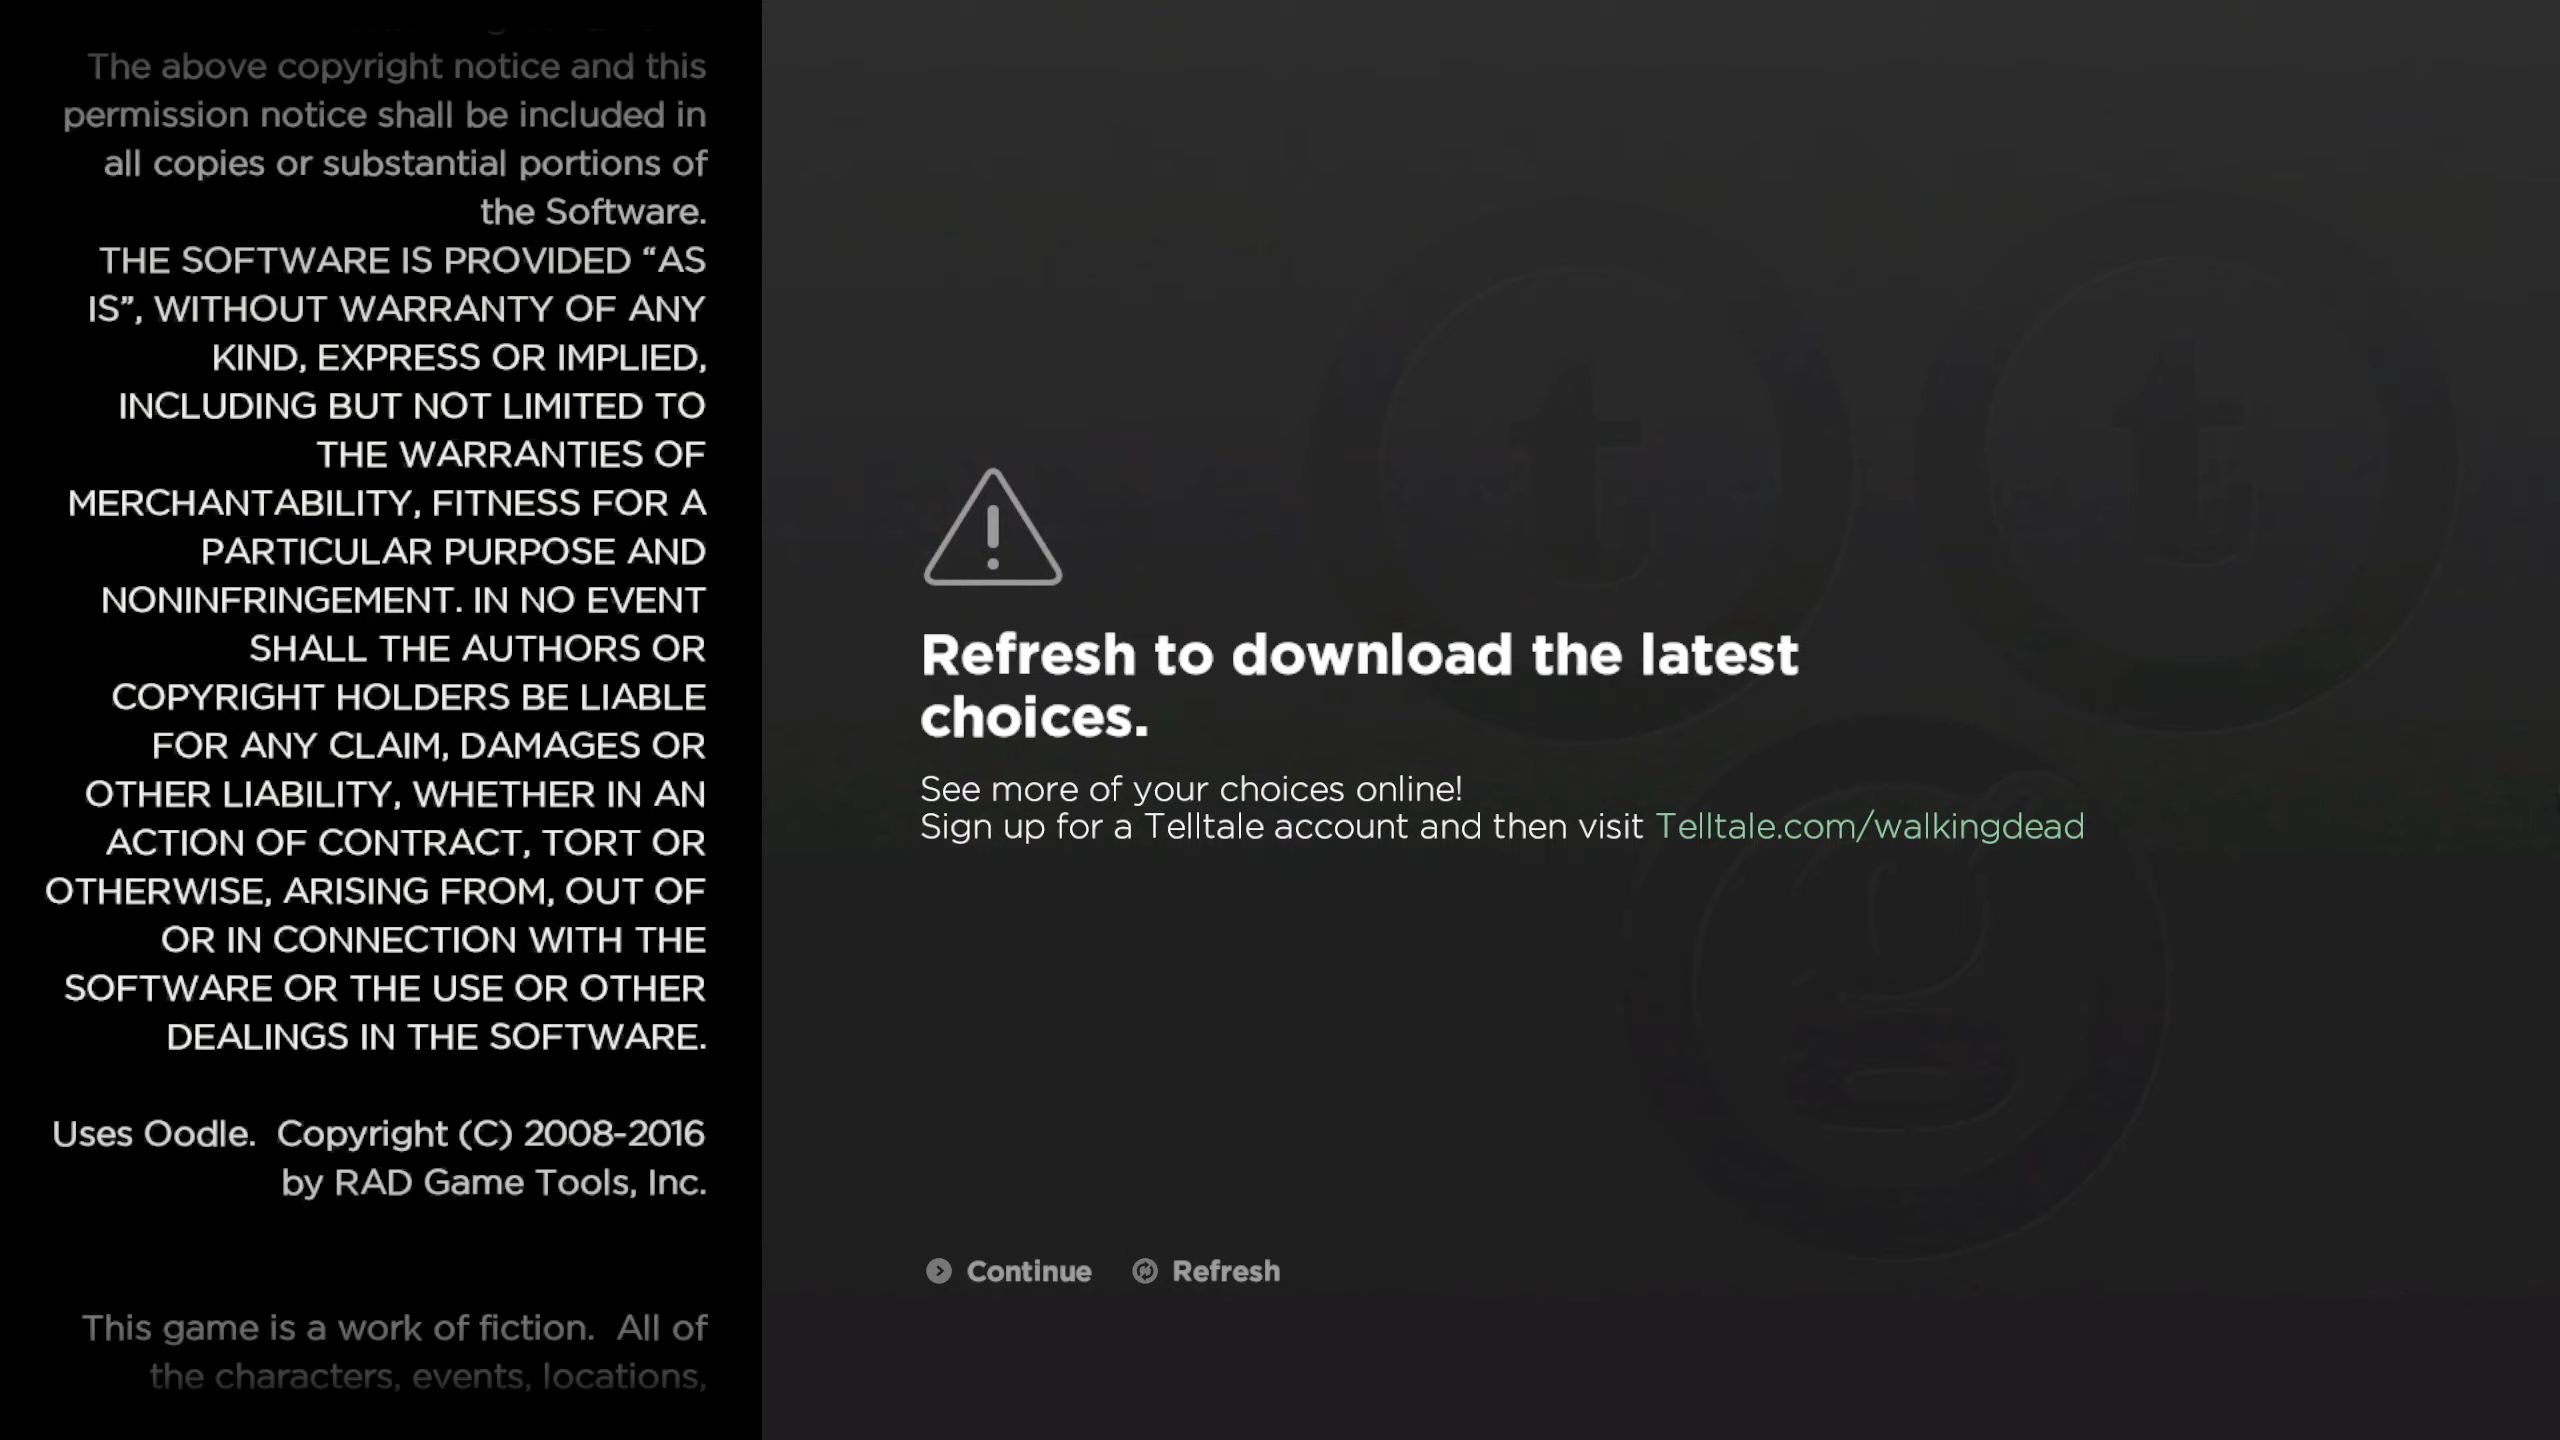 The above copyright notice and this
permission notice shall be included in
all copies or substantial portions of
the Software.
THE SOFTWARE IS PROVIDED “AS
IS”, WITHOUT WARRANTY OF ANY
KIND, EXPRESS OR IMPLIED,
INCLUDING BUT NOT LIMITED TO
THE WARRANTIES OF
MERCHANTABILITY, FITNESS FOR A
PARTICULAR PURPOSE AND
NONINFRINGEMENT. IN NO EVENT
SHALL THE AUTHORS OR
COPYRIGHT HOLDERS BE LIABLE
FOR ANY CLAIM, DAMAGES OR
OTHER LIABILITY, WHETHER IN AN
ACTION OF CONTRACT, TORT OR
OTHERWISE, ARISING FROM, OUT OF
OR IN CONNECTION WITH THE
SOFTWARE OR THE USE OR OTHER
DEALINGS IN THE SOFTWARE.
Uses Oodle.  Copyright (C) 2008-2016
by RAD Game Tools, Inc.
This game is a work of fiction.  All of
the characters, events, locations,
t t
g
Refresh to download the latest
choices.
See more of your choices online!
Sign up for a Telltale account and then visit Telltale.com/walkingdead
Continue Refresh